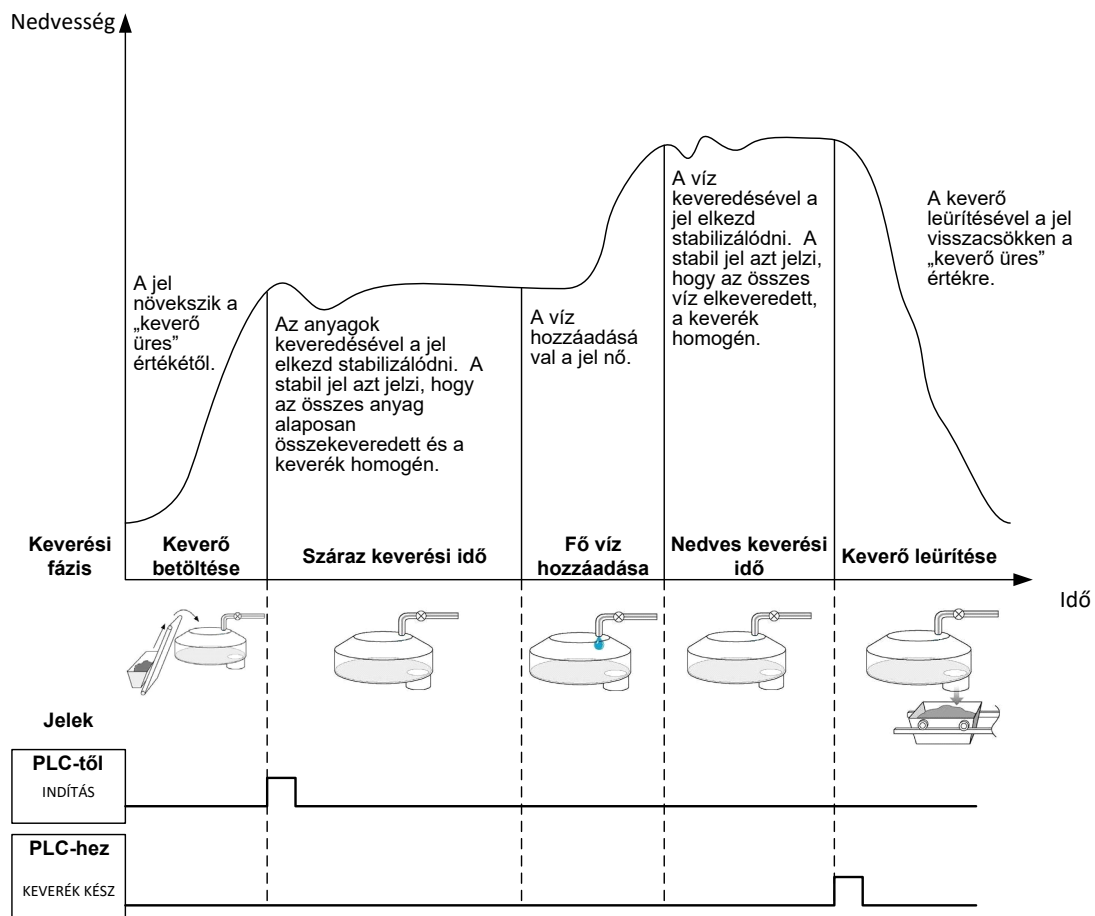 Nedvesség
A jel
növekszik a
„keverő
üres”
értékétől.
Az anyagok
keveredésével a jel
elkezd stabilizálódni.  A
stabil jel azt jelzi, hogy
az összes anyag
alaposan
összekeveredett és a
keverék homogén.
A víz
hozzáadásá
val a jel nő.
A víz
keveredésével a
jel elkezd
stabilizálódni.  A
stabil jel azt jelzi,
hogy az összes
víz elkeveredett,
a keverék
homogén.
A keverő
leürítésével a jel
visszacsökken a
„keverő üres”
értékre.
Keverési
fázis
Keverő
betöltése
Száraz keverési idő
Fő víz
hozzáadása
Nedves keverési
idő
Keverő leürítése
Idő
Jelek
PLC-től
INDÍTÁS
PLC-hez
KEVERÉK KÉSZ